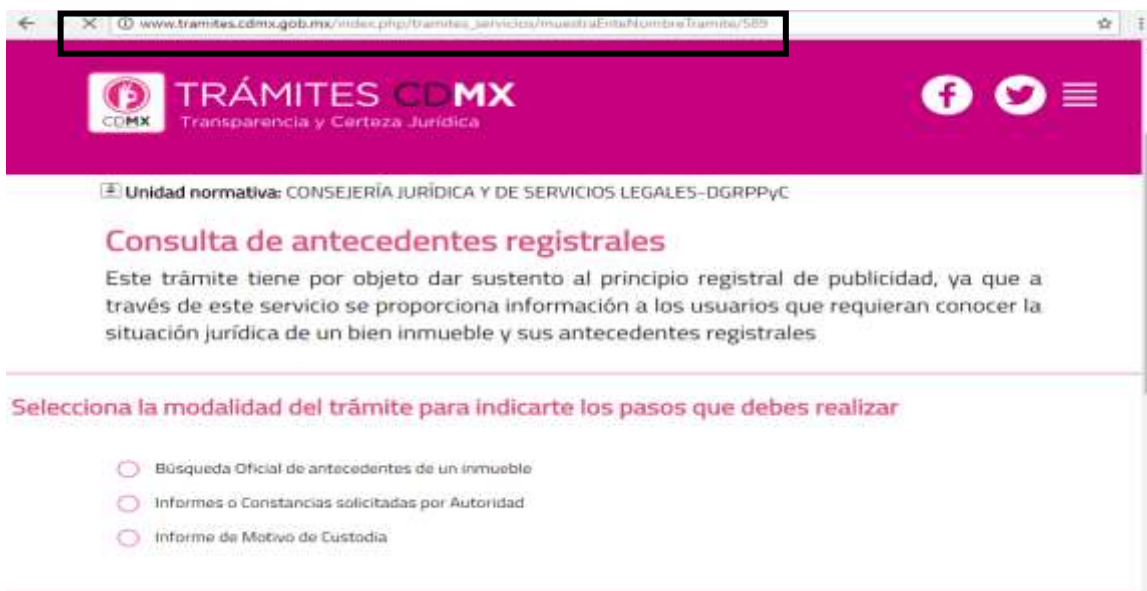 www.tramites.cdmx.gob.mx/index.php/tramites_servicios/muestraEnteNombreTramite/589
TRÁMITES CDMX
CDMX
Transparencia y Certeza Jurídica
Unidad normativa: CONSEJERÍA JURÍDICA Y DE SERVICIOS LEGALES-DGRPPyC
Consulta de antecedentes registrales
Este trámite tiene por objeto dar sustento al principio registral de publicidad, ya que a
través de este servicio se proporciona información a los usuarios que requieran conocer la
situación jurídica de un bien inmueble y sus antecedentes registrales
Selecciona la modalidad del trámite para indicarte los pasos que debes realizar
Búsqueda Oficial de antecedentes de un inmueble
Informes o Constancias solicitadas por Autoridad
Informe de Motivo de Custodia